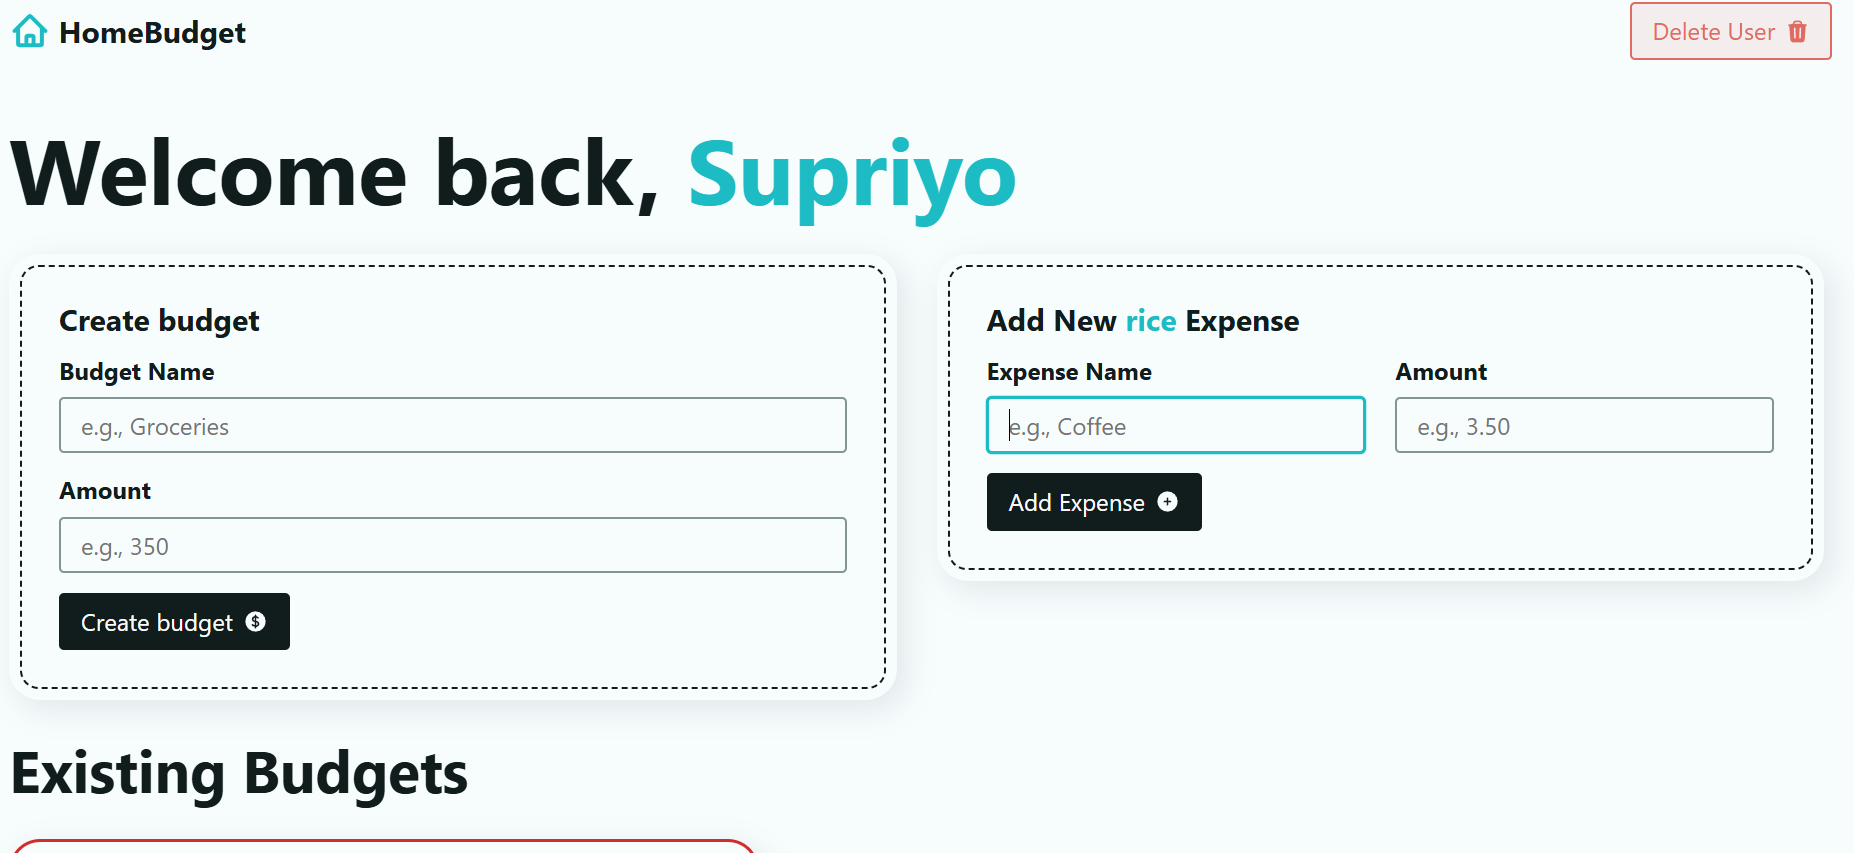 HomeBudget
Delete User
Welcome back, Supriyo
Create budget
Budget Name
e.g., Groceries
Amount
e.g., 350
Create budget
Add New rice Expense
Expense Name
e.g., Coffee
Amount
e.g., 3.50
Add Expense
Existing Budgets